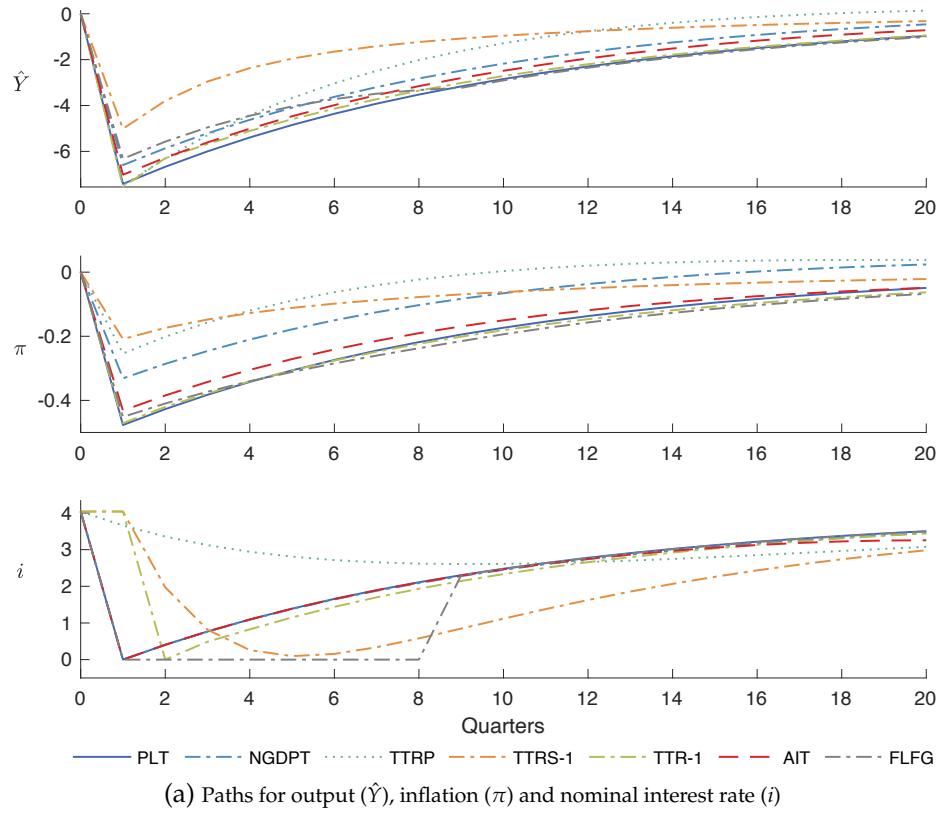 0
-2
Ŷ
-4
-6
0 2 4 6 8 10 12 14 16 18 20
0
-0.2
π
-0.4
0 2 4 6 8 10 12 14 16 18 20
4
3
i
2
1
0
0 2 4 6 8 10 12 14 16 18 20
Quarters
PLT NGDPT TTRP TTRS-1 TTR-1 AIT FLFG
(a) Paths for output (Ŷ), inflation (π) and nominal interest rate (i)